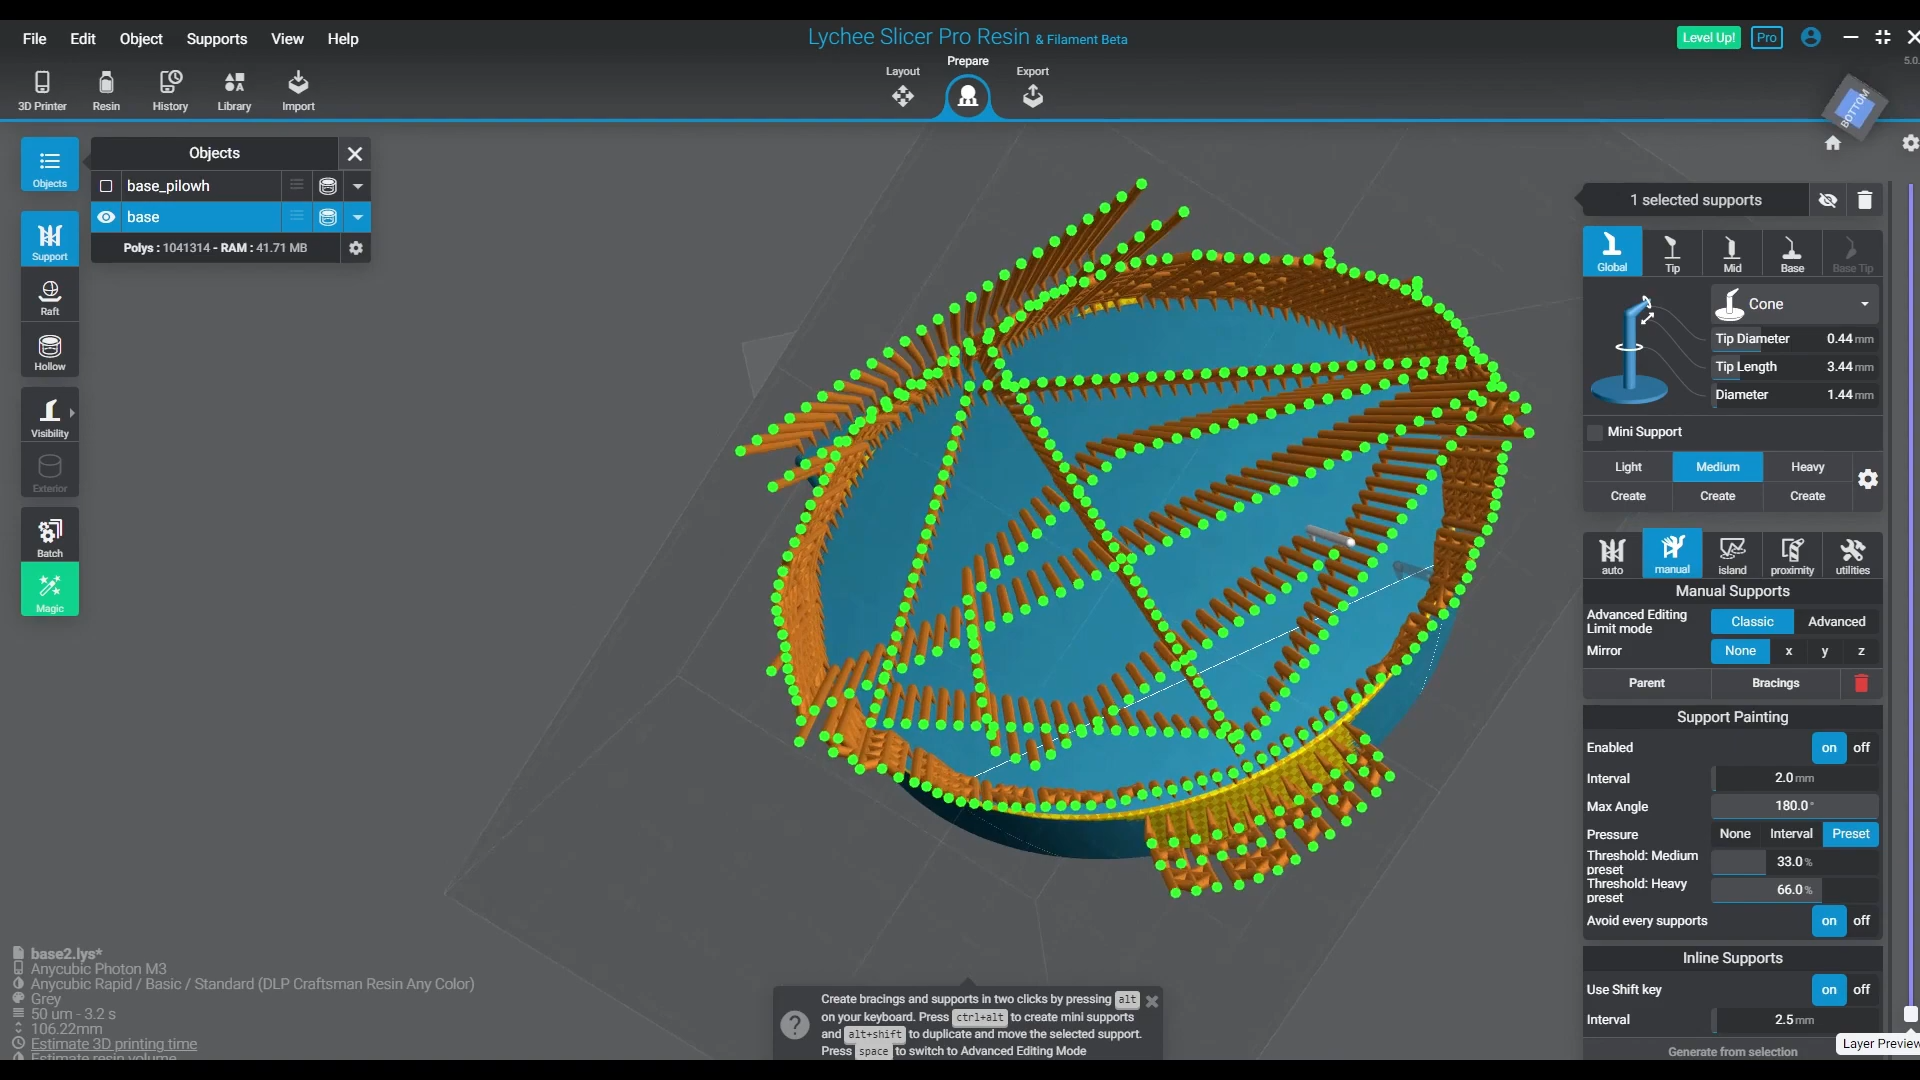 File Edit Object Supports View Help
Lychee Slicer Pro Resin & Filament Beta
Level Up! Pro
5.0.
3D Printer Resin History Library Import
Layout Prepare Export
BOTTOM
Objects
Objects
base_pilowh
base
Polys : 1041314 - RAM : 41.71 MB
Support
Raft
Hollow
Visibility
Exterior
Batch
Magic
1 selected supports
Global Tip Mid Base Base Tip
Cone
Tip Diameter 0.44 mm
Tip Length 3.44 mm
Diameter 1.44 mm
Mini Support
Light Medium Heavy
Create Create Create
auto manual island proximity utilities
Manual Supports
Advanced Editing
Limit mode
Classic Advanced
Mirror None x y z
Parent Bracings
Support Painting
Enabled on off
Interval 2.0 mm
Max Angle 180.0 °
Pressure None Interval Preset
Threshold: Medium
preset
33.0 %
Threshold: Heavy
preset
66.0 %
Avoid every supports on off
Inline Supports
Use Shift key on off
Interval 2.5 mm
Generate from selection
Layer Preview
base2.lys*
Anycubic Photon M3
Anycubic Rapid / Basic / Standard (DLP Craftsman Resin Any Color)
Grey
50 um - 3.2 s
106.22mm
Estimate 3D printing time
Estimate resin volume
Create bracings and supports in two clicks by pressing alt
on your keyboard. Press ctrl+alt to create mini supports
and alt+shift to duplicate and move the selected support.
Press space to switch to Advanced Editing Mode